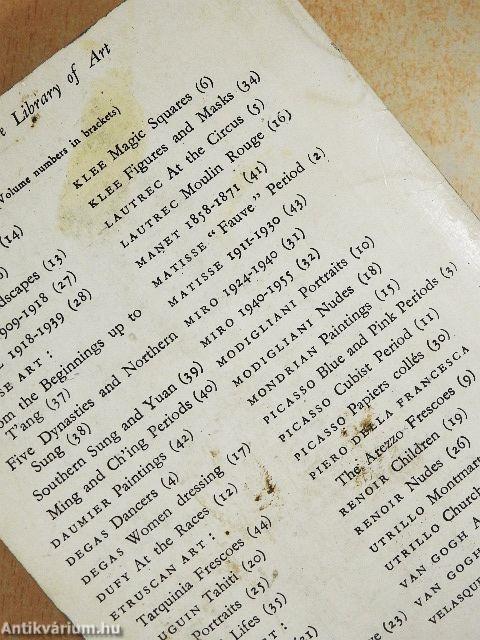 Library of Art
Volume numbers in brackets)
(14)
dscapes (13)
909-1918 (27)
1918-1939 (28)
SE ART :
om the Beginnings up to
T'ang (37)
Five Dynasties and Northern
Sung (38)
Southern Sung and Yuan (39)
Ming and Ch'ing Periods (40)
DAUMIER Paintings (42)
DEGAS Dancers (4)
DEGAS Women dressing (17)
DUFY At the Races (12)
ETRUSCAN ART :
Tarquinia Frescoes (44)
UGUIN Tahiti (20)
Portraits (25)
Lifes (35)
ART :
KLEE Magic Squares (6)
KLEE Figures and Masks (34)
LAUTREC At the Circus (5)
LAUTREC Moulin Rouge (16)
MANET 1858-1871 (41)
MATISSE "Fauve" Period (2)
MATISSE 1911-1930 (43)
MIRO 1924-1940 (31)
MIRO 1940-1955 (32)
MODIGLIANI Portraits (10)
MODIGLIANI Nudes (18)
MONDRIAN Paintings (15)
PICASSO Blue and Pink Periods (3)
PICASSO Cubist Period (11)
PICASSO Papiers collés (30)
PIERO DELLA FRANCESCA
The Arezzo Frescoes (9)
RENOIR Children (19)
RENOIR Nudes (26)
UTRILLO Montmart
UTRILLO Church
VAN GOGH A
VAN GOGH
VELASQUE
(23)
Antikvárium.hu